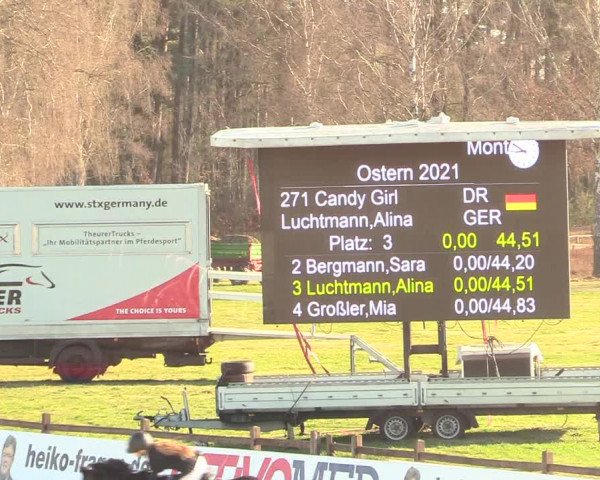 Mont
Ostern 2021
271 Candy Girl DR
Luchtmann,Alina GER
Platz: 3 0,00 44,51
2 Bergmann,Sara 0,00/44,20
3 Luchtmann,Alina 0,00/44,51
4 Großler,Mia 0,00/44,83
www.stxgermany.de
TheurerTrucks –
„Ihr Mobilitätspartner im Pferdesport"
THE CHOICE IS YOURS
heiko-fra